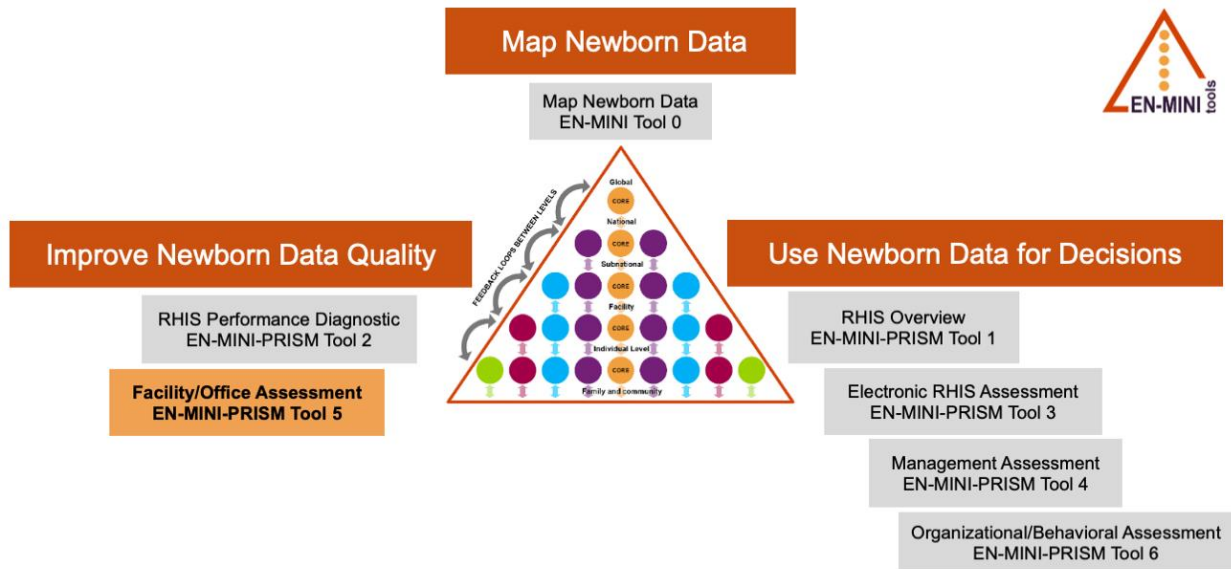 Map Newborn Data
Map Newborn Data
EN-MINI Tool 0
EN-MINI
tools
Improve Newborn Data Quality
RHIS Performance Diagnostic
EN-MINI-PRISM Tool 2
Facility/Office Assessment
EN-MINI-PRISM Tool 5
FEEDBACK LOOPS BETWEEN LEVELS
Global
CORE
National
CORE
Subnational
CORE
Facility
CORE
Individual Level
CORE
Family and community
Use Newborn Data for Decisions
RHIS Overview
EN-MINI-PRISM Tool 1
Electronic RHIS Assessment
EN-MINI-PRISM Tool 3
Management Assessment
EN-MINI-PRISM Tool 4
Organizational/Behavioral Assessment
EN-MINI-PRISM Tool 6